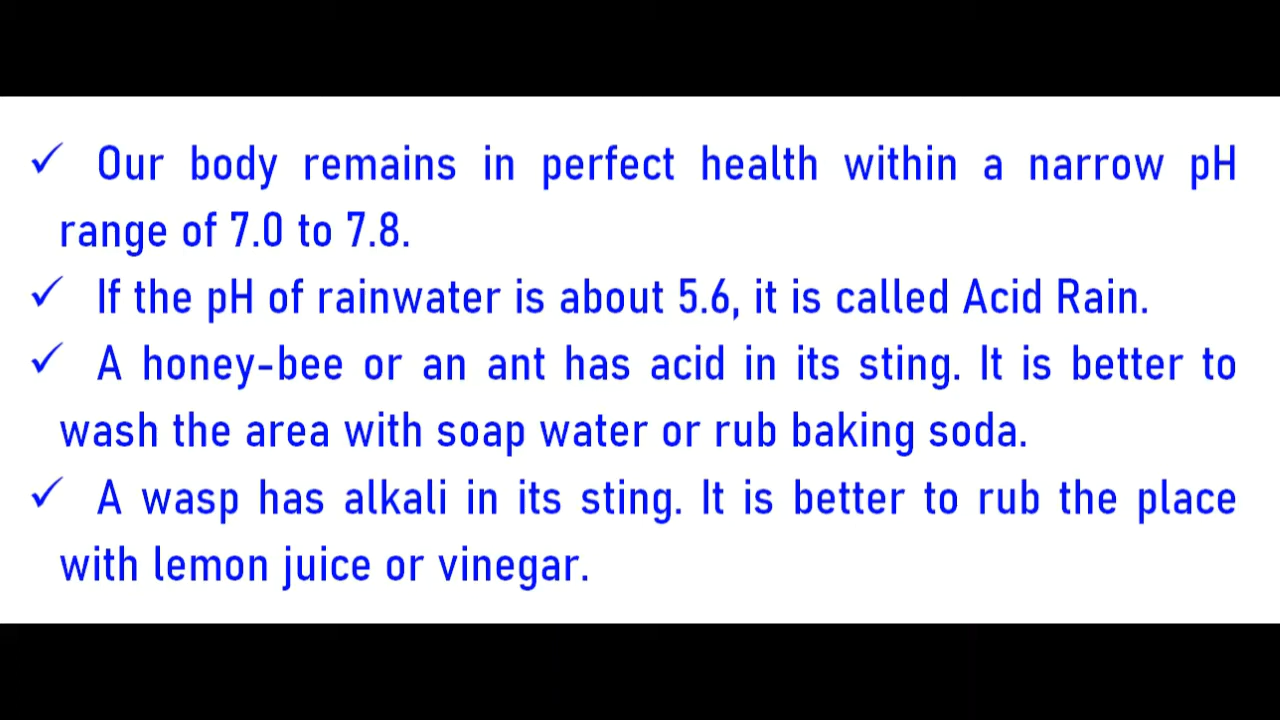 ✓ Our body remains in perfect health within a narrow pH
range of 7.0 to 7.8.
✓ If the pH of rainwater is about 5.6, it is called Acid Rain.
✓ A honey-bee or an ant has acid in its sting. It is better to
wash the area with soap water or rub baking soda.
✓ A wasp has alkali in its sting. It is better to rub the place
with lemon juice or vinegar.